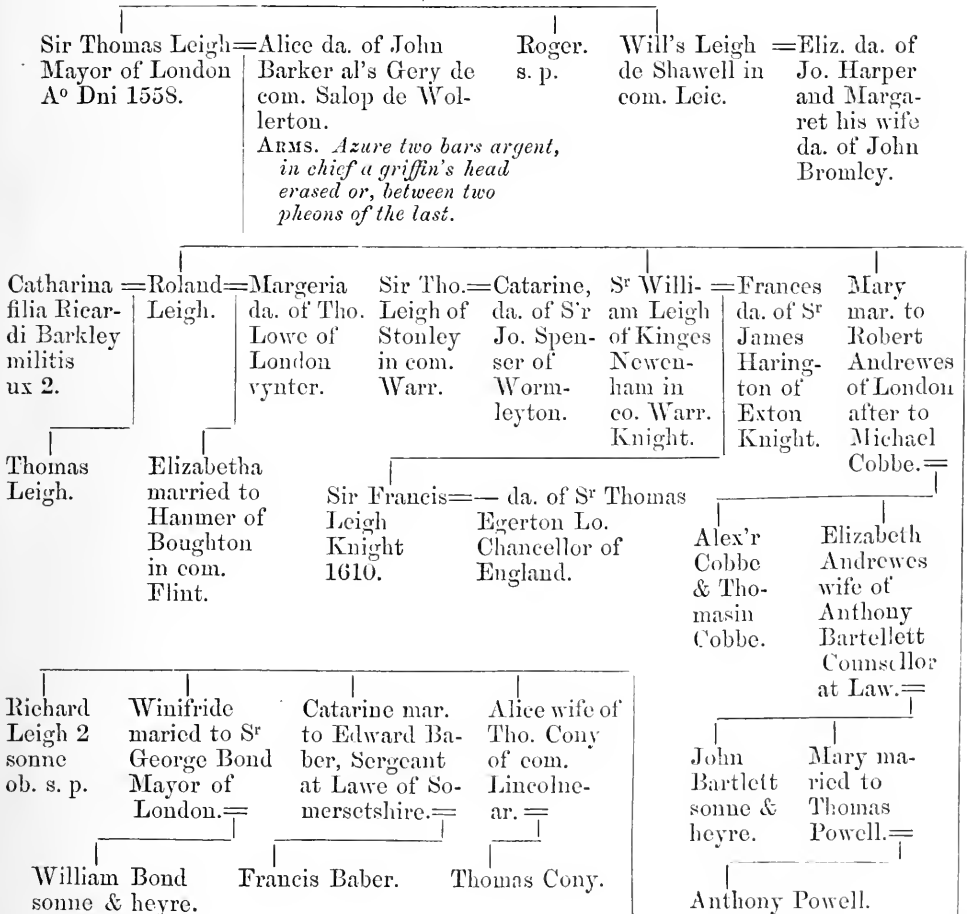 Sir Thomas Leigh=Alice da. of John
Mayor of London Barker al's Gery de
Aº Dni 1558. com. Salop de Wol-
lerton.
ARMS. Azure two bars argent,
in chief a griffin's head
erased or, between two
pheons of the last.
Roger.
s. p.
Will's Leigh =Eliz. da. of
de Shawell in Jo. Harper
com. Leic. and Marga-
ret his wife
da. of John
Bromley.
Catharina =Roland=Margeria
filia Ricar- Leigh. da. of Tho.
di Barkley Lowe of
militis London
ux 2. vynter.
Sir Tho.=Catarine,
Leigh of da. of S'r
Stonley Jo. Spen-
in com. ser of
Warr. Worm-
leyton.
Sr Willi- =Frances
am Leigh da. of Sr
of Kinges James
Newen- Haring-
ham in ton of
co. Warr. Exton
Knight. Knight.
Mary
mar. to
Robert
Andrewes
of London
after to
Michael
Cobbe.=
Thomas
Leigh.
Elizabetha
married to
Hanmer of
Boughton
in com.
Flint.
Sir Francis=— da. of Sr Thomas
Leigh Egerton Lo.
Knight Chancellor of
1610. England.
Alex'r
Cobbe
& Tho-
masin
Cobbe.
Elizabeth
Andrewes
wife of
Anthony
Bartellett
Counsellor
at Law.=
Richard
Leigh 2
sonne
ob. s. p.
Winifride
maried to Sr
George Bond
Mayor of
London.=
Catarine mar.
to Edward Ba-
ber, Sergeant
at Lawe of So-
mersetshire.=
Alice wife of
Tho. Cony
of com.
Lincolne-
ar. =
John
Bartlett
sonne &
heyre.
Mary ma-
ried to
Thomas
Powell.=
William Bond
sonne & heyre.
Francis Baber.
Thomas Cony.
Anthony Powell.